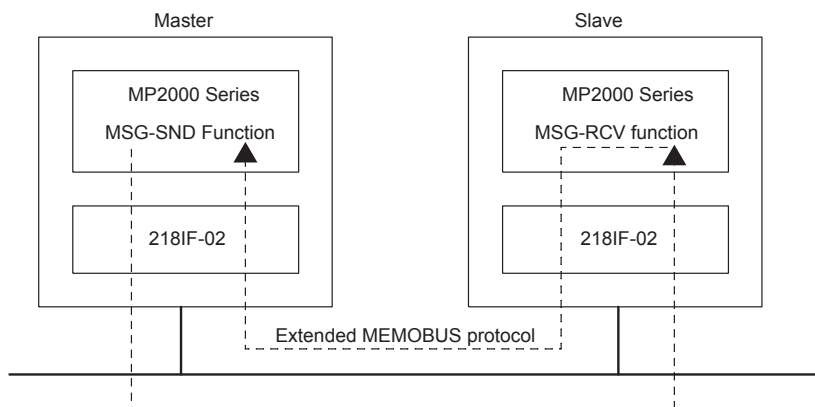 Master
Slave
MP2000 Series
MSG-SND Function
MP2000 Series
MSG-RCV function
218IF-02
218IF-02
Extended MEMOBUS protocol